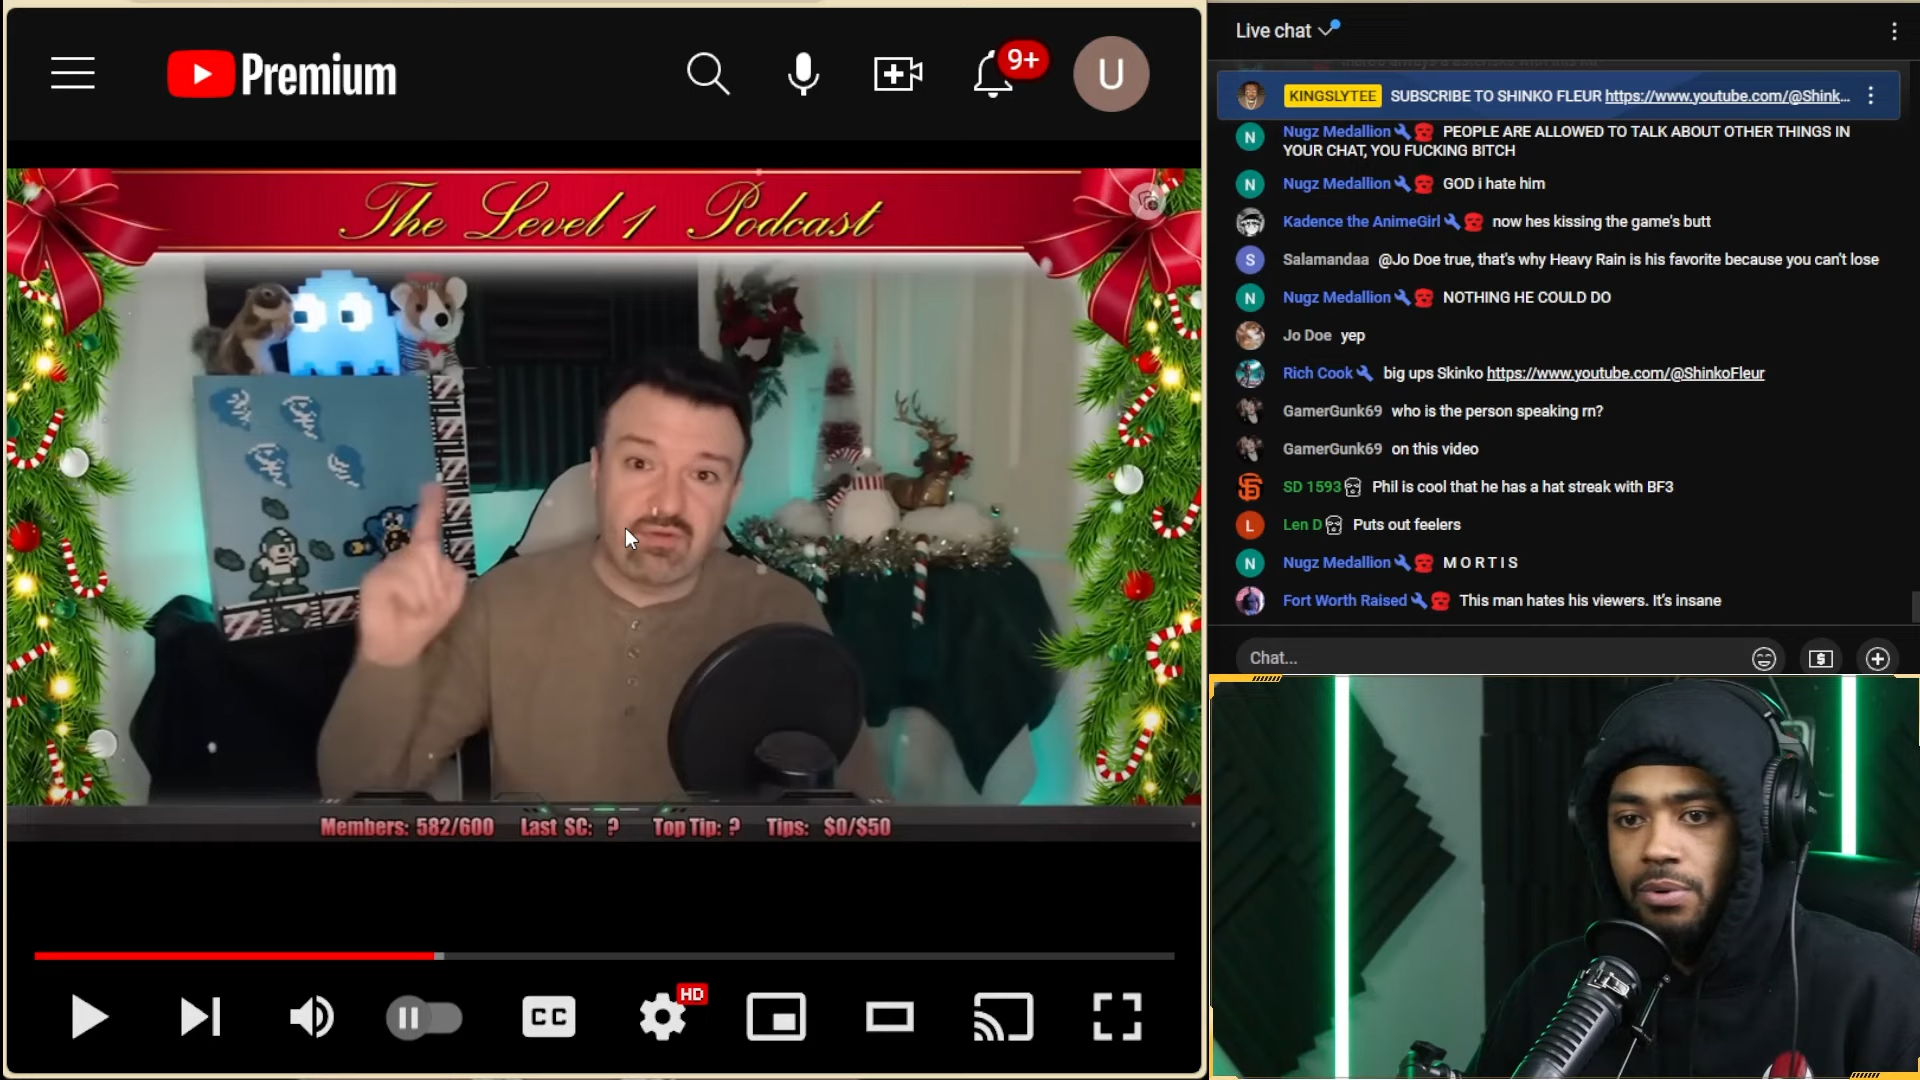 Premium
9+
U
The Level 1 Podcast
Members: 582/600 Last SC: ? Top Tip: ? Tips: $0/$50
CC
HD
Live chat
KINGSLYTEE SUBSCRIBE TO SHINKO FLEUR https://www.youtube.com/@Shink...
N Nugz Medallion PEOPLE ARE ALLOWED TO TALK ABOUT OTHER THINGS IN
YOUR CHAT, YOU FUCKING BITCH
N Nugz Medallion GOD i hate him
Kadence the AnimeGirl now hes kissing the game's butt
S Salamandaa @Jo Doe true, that's why Heavy Rain is his favorite because you can't lose
N Nugz Medallion NOTHING HE COULD DO
Jo Doe yep
Rich Cook big ups Skinko https://www.youtube.com/@ShinkoFleur
GamerGunk69 who is the person speaking rn?
GamerGunk69 on this video
SD 1593 Phil is cool that he has a hat streak with BF3
L Len D Puts out feelers
N Nugz Medallion M O R T I S
Fort Worth Raised This man hates his viewers. It's insane
Chat...